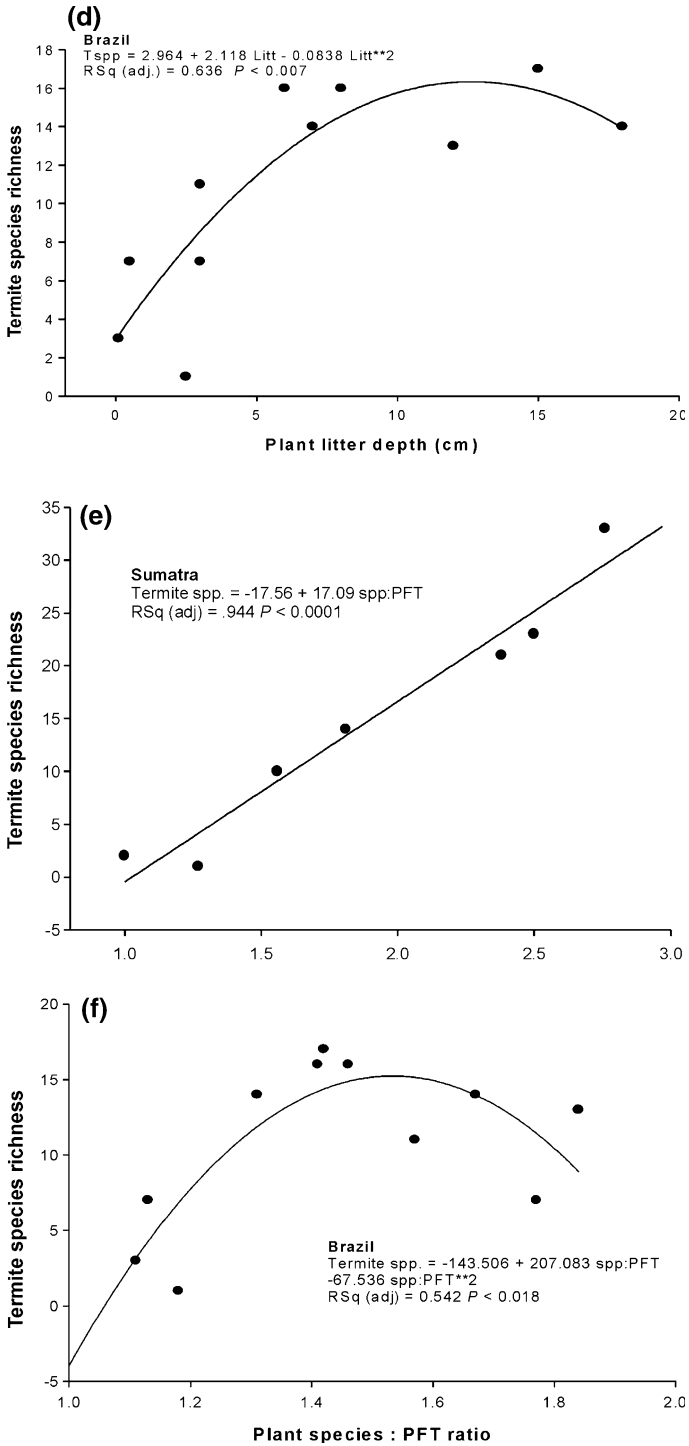 (d)
Brazil
Tspp = 2.964 + 2.118 Litt - 0.0838 Litt**2
RSq (adj.) = 0.636 P < 0.007
18
16
14
12
10
8
6
4
2
0
Termite species richness
0 5 10 15 20
Plant litter depth (cm)
(e)
Sumatra
Termite spp. = -17.56 + 17.09 spp:PFT
RSq (adj) = .944 P < 0.0001
35
30
25
20
15
10
5
0
-5
Termite species richness
1.0 1.5 2.0 2.5 3.0
(f)
20
15
10
5
0
-5
Termite species richness
Brazil
Termite spp. = -143.506 + 207.083 spp:PFT
-67.536 spp:PFT**2
RSq (adj) = 0.542 P < 0.018
1.0 1.2 1.4 1.6 1.8 2.0
Plant species : PFT ratio